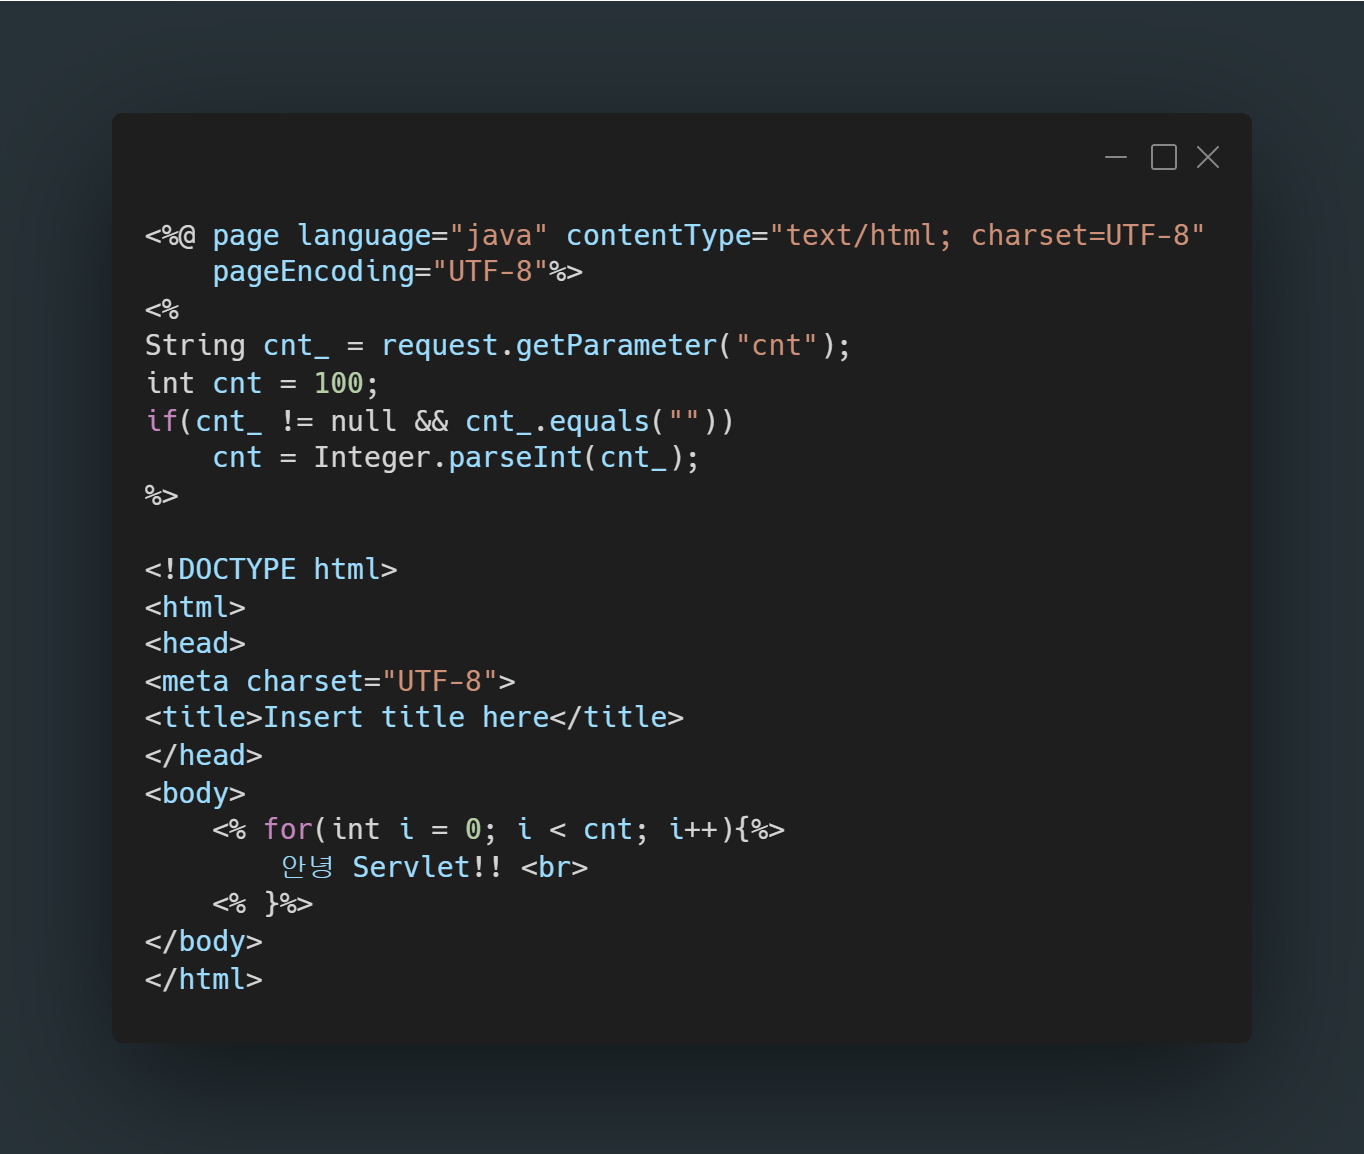 <%@ page language="java" contentType="text/html; charset=UTF-8"
    pageEncoding="UTF-8"%>
<%
String cnt_ = request.getParameter("cnt");
int cnt = 100;
if(cnt_ != null && cnt_.equals(""))
    cnt = Integer.parseInt(cnt_);
%>

<!DOCTYPE html>
<html>
<head>
<meta charset="UTF-8">
<title>Insert title here</title>
</head>
<body>
    <% for(int i = 0; i < cnt; i++){%>
        안녕 Servlet!! <br>
    <% }%>
</body>
</html>